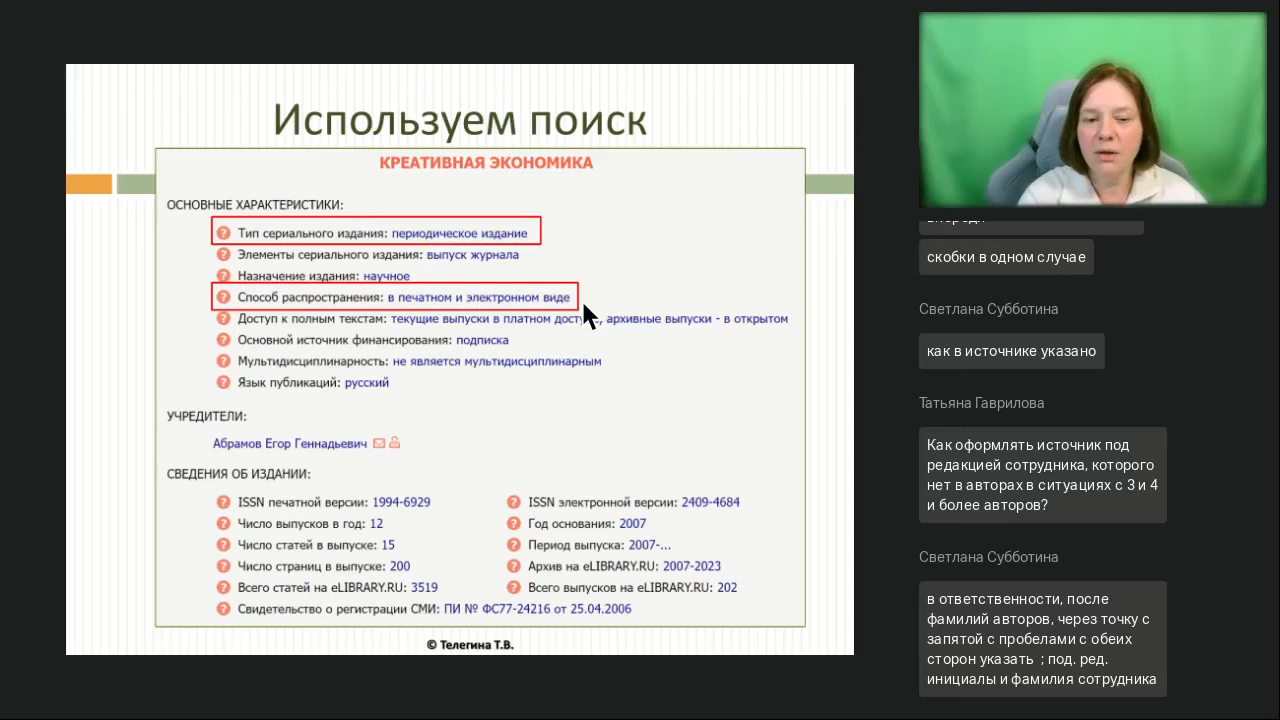 Используем поиск
КРЕАТИВНАЯ ЭКОНОМИКА
ОСНОВНЫЕ ХАРАКТЕРИСТИКИ:
Тип сериального издания: периодическое издание
Элементы сериального издания: выпуск журнала
Назначение издания: научное
Способ распространения: в печатном и электронном виде
Доступ к полным текстам: текущие выпуски в платном , архивные выпуски - в открытом
Основной источник финансирования: подписка
Мультидисциплинарность: не является мультидисциплинарным
Язык публикаций: русский
УЧРЕДИТЕЛИ:
Абрамов Егор Геннадьевич
СВЕДЕНИЯ ОБ ИЗДАНИИ:
ISSN печатной версии: 1994-6929 ISSN электронной версии: 2409-4684
Число выпусков в год: 12 Год основания: 2007
Число статей в выпуске: 15 Период выпуска: 2007-...
Число страниц в выпуске: 200 Архив на eLIBRARY.RU: 2007-2023
Всего статей на eLIBRARY.RU: 3519 Всего выпусков на eLIBRARY.RU: 202
Свидетельство о регистрации СМИ: ПИ № ФС77-24216 от 25.04.2006
© Телегина Т.В.
скобки в одном случае
Светлана Субботина
как в источнике указано
Татьяна Гаврилова
Как оформлять источник под
редакцией сотрудника, которого
нет в авторах в ситуациях с 3 и 4
и более авторов?
Светлана Субботина
в ответственности, после
фамилий авторов, через точку с
запятой с пробелами с обеих
сторон указать ; под. ред.
инициалы и фамилия сотрудника